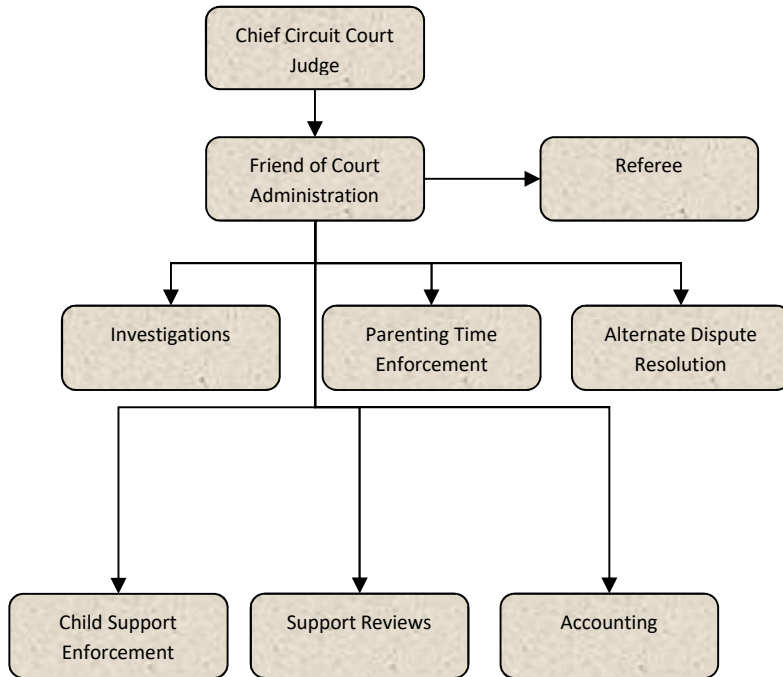 Chief Circuit Court
Judge
Friend of Court
Administration
Referee
Investigations
Parenting Time
Enforcement
Alternate Dispute
Resolution
Child Support
Enforcement
Support Reviews
Accounting